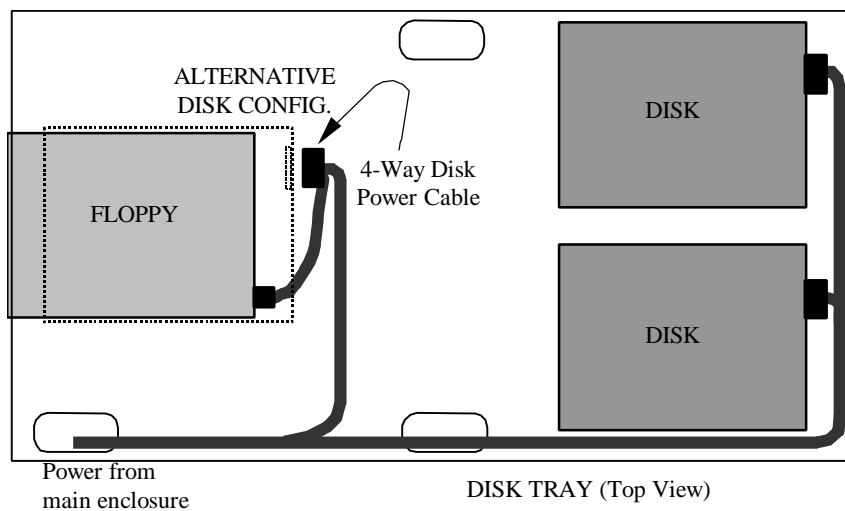 ALTERNATIVE
DISK CONFIG.
DISK
4-Way Disk
Power Cable
FLOPPY
DISK
Power from
main enclosure
DISK TRAY (Top View)